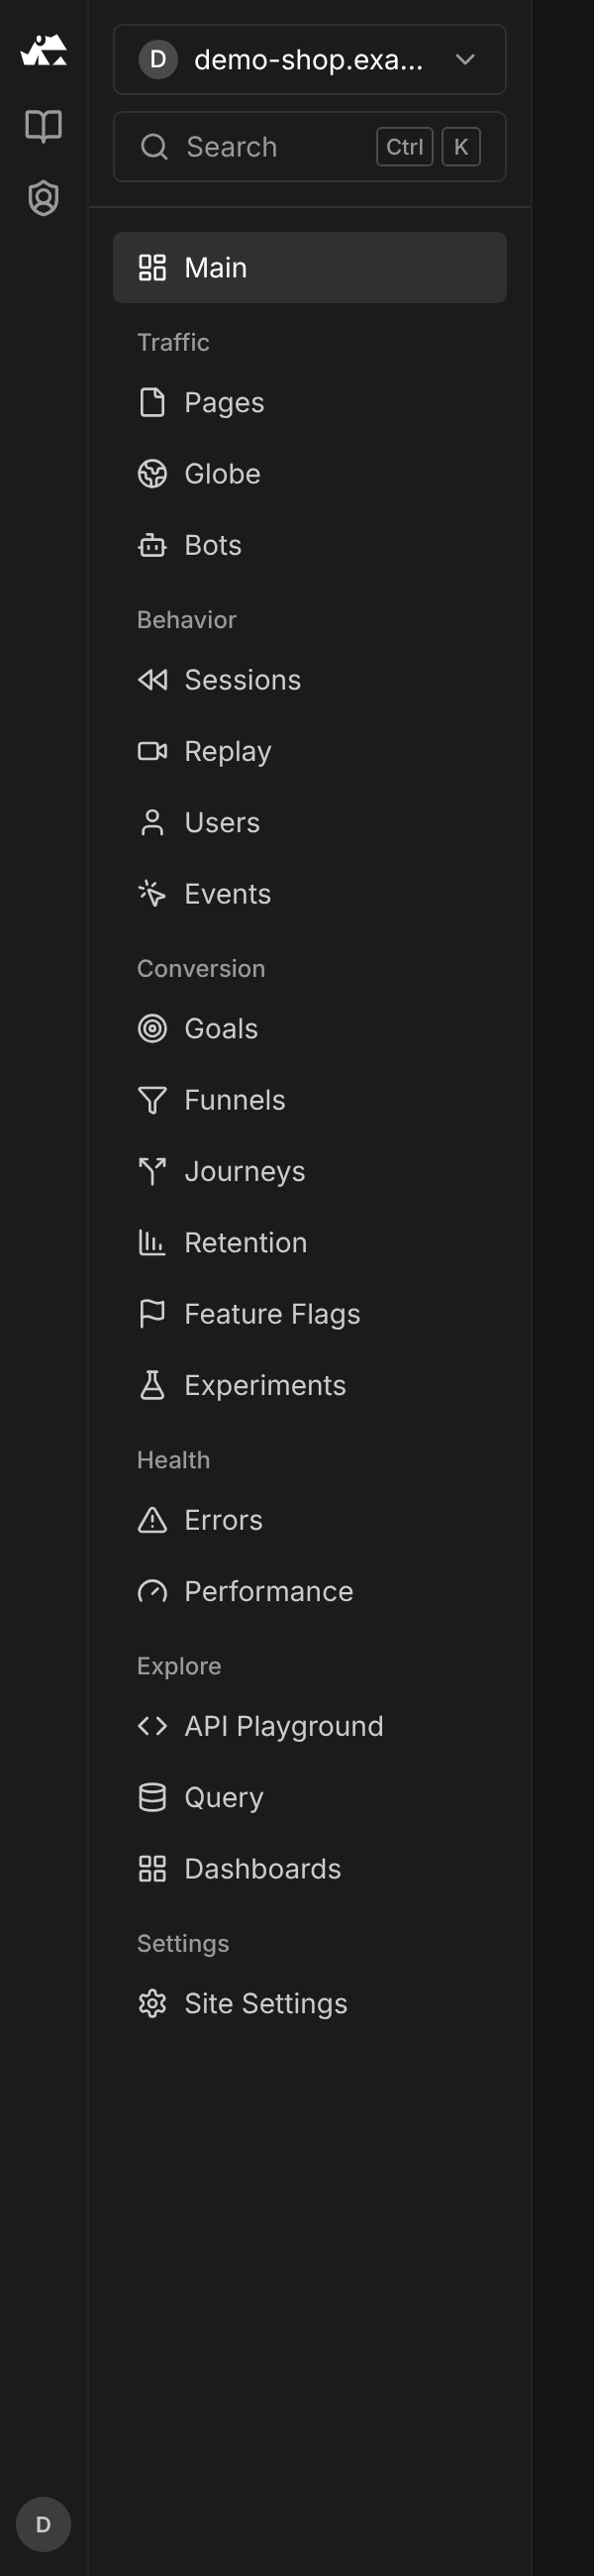 D demo-shop.exa...
Search Ctrl K
Main
Traffic
Pages
Globe
Bots
Behavior
Sessions
Replay
Users
Events
Conversion
Goals
Funnels
Journeys
Retention
Feature Flags
Experiments
Health
Errors
Performance
Explore
API Playground
Query
Dashboards
Settings
Site Settings
D